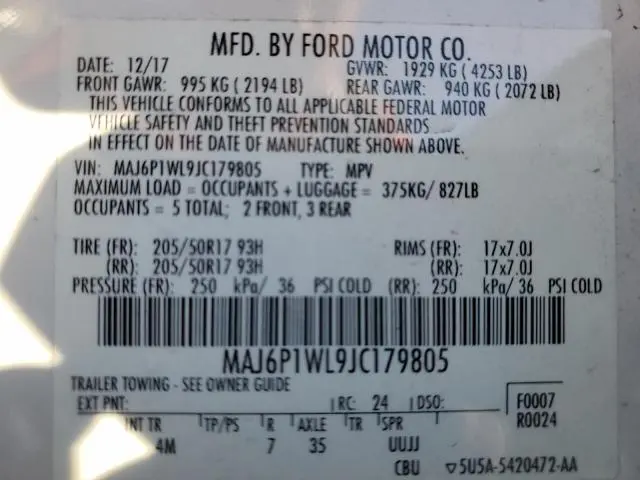 MFD. BY FORD MOTOR CO.
DATE: 12/17 GVWR: 1929 KG ( 4253 LB)
FRONT GAWR: 995 KG ( 2194 LB) REAR GAWR: 940 KG ( 2072 LB)
THIS VEHICLE CONFORMS TO ALL APPLICABLE FEDERAL MOTOR
VEHICLE SAFETY AND THEFT PREVENTION STANDARDS
IN EFFECT ON THE DATE OF MANUFACTURE SHOWN ABOVE.
VIN: MAJ6P1WL9JC179805 TYPE: MPV
MAXIMUM LOAD = OCCUPANTS + LUGGAGE = 375KG/ 827LB
OCCUPANTS = 5 TOTAL; 2 FRONT, 3 REAR
TIRE (FR): 205/50R17 93H RIMS (FR): 17x7.0J
(RR): 205/50R17 93H (RR): 17x7.0J
PRESSURE (FR): 250 kPa/ 36 PSI COLD (RR): 250 kPa/ 36 PSI COLD
MAJ6P1WL9JC179805
TRAILER TOWING - SEE OWNER GUIDE
EXT PNT: RC: 24 DSO: F0007
R0024
INT TR TP/PS R AXLE TR SPR
4M 7 35 UUJJ
CBU ▽5U5A-5420472-AA